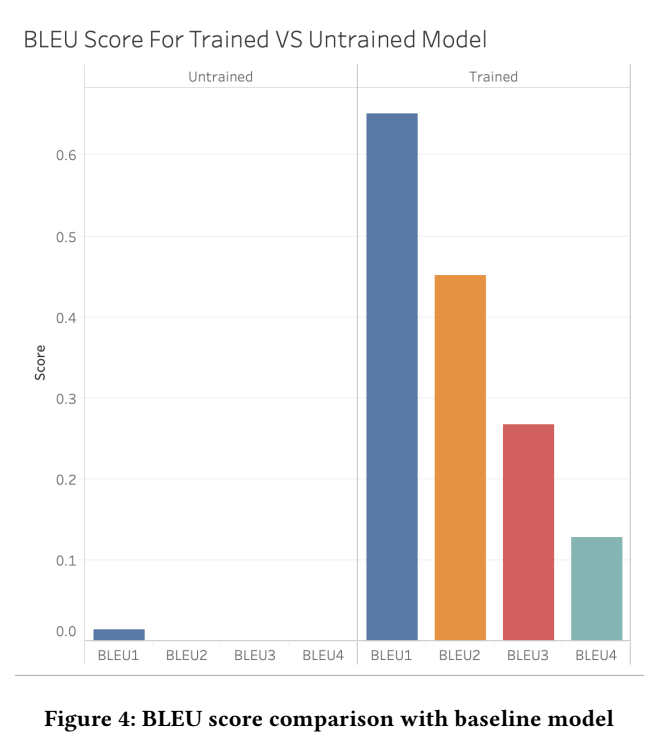 BLEU Score For Trained VS Untrained Model
Untrained
Trained
Score
0.6
0.5
0.4
0.3
0.2
0.1
0.0
BLEU1 BLEU2 BLEU3 BLEU4 BLEU1 BLEU2 BLEU3 BLEU4
Figure 4: BLEU score comparison with baseline model